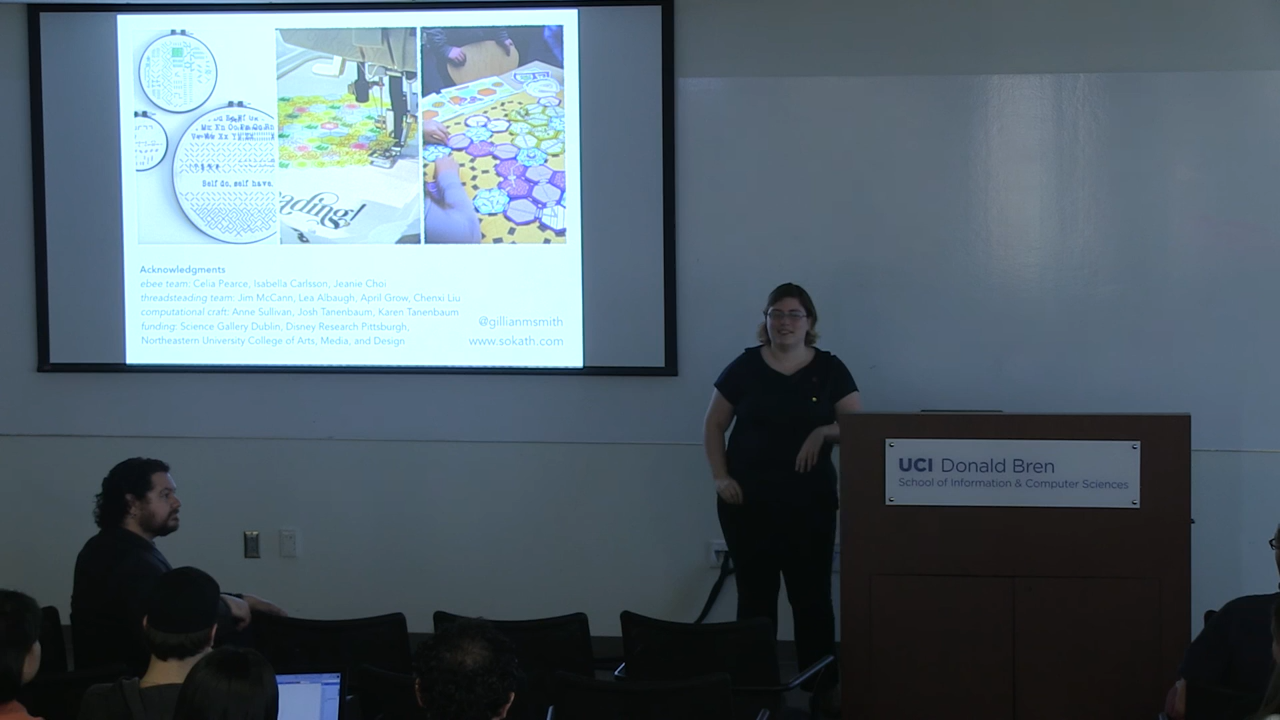 Self do, self have.
ading!
Acknowledgments
ebee team: Celia Pearce, Isabella Carlsson, Jeanie Choi
threadsteading team: Jim McCann, Lea Albaugh, April Grow, Chenxi Liu
computational craft: Anne Sullivan, Josh Tanenbaum, Karen Tanenbaum
funding: Science Gallery Dublin, Disney Research Pittsburgh,
Northeastern University College of Arts, Media, and Design
@gillianmsmith
www.sokath.com
UCI Donald Bren
School of Information & Computer Sciences